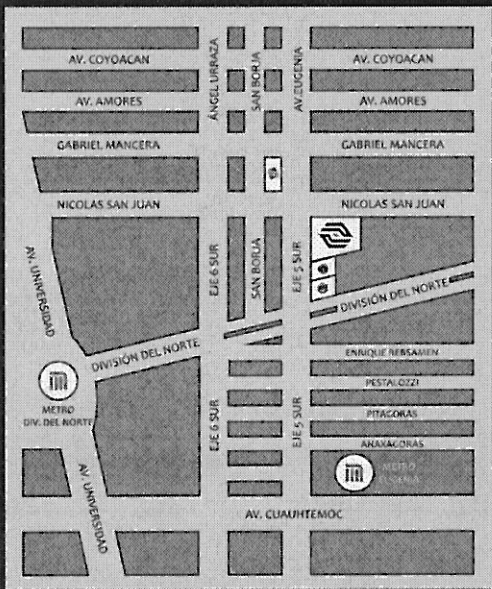 AV. COYOACAN
ÁNGEL URRAZA
SAN BORJA
AV. EUGENIA
AV. COYOACAN
AV. AMORES
AV. AMORES
GABRIEL MANCERA
GABRIEL MANCERA
NICOLAS SAN JUAN
NICOLAS SAN JUAN
AV. UNIVERSIDAD
EJE 6 SUR
SAN BORJA
EJE 5 SUR
DIVISIÓN DEL NORTE
DIVISIÓN DEL NORTE
ENRIQUE REBSAMEN
PESTALOZZI
METRO
DIV. DEL NORTE
PITAGORAS
EJE 6 SUR
EJE 5 SUR
ANAXAGORAS
METRO
EUGENIA
AV. UNIVERSIDAD
AV. CUAUHTEMOC